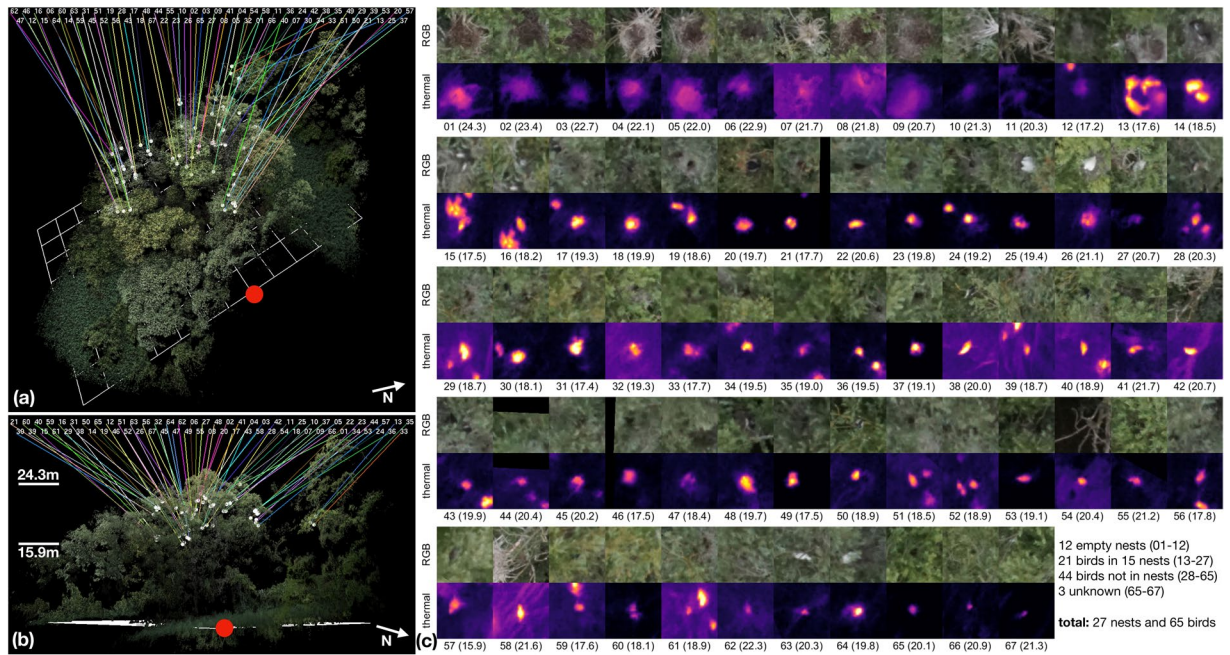 (a)
N
24.3m
15.9m
(b)
N
(c)
RGB
thermal
01 (24.3) 02 (23.4) 03 (22.7) 04 (22.1) 05 (22.0) 06 (22.9) 07 (21.7) 08 (21.8) 09 (20.7) 10 (21.3) 11 (20.3) 12 (17.2) 13 (17.6) 14 (18.5)
RGB
thermal
15 (17.5) 16 (18.2) 17 (19.3) 18 (19.9) 19 (18.6) 20 (19.7) 21 (17.7) 22 (20.6) 23 (19.8) 24 (19.2) 25 (19.4) 26 (21.1) 27 (20.7) 28 (20.3)
RGB
thermal
29 (18.7) 30 (18.1) 31 (17.4) 32 (19.3) 33 (17.7) 34 (19.5) 35 (19.0) 36 (19.5) 37 (19.1) 38 (20.0) 39 (18.7) 40 (18.9) 41 (21.7) 42 (20.7)
RGB
thermal
43 (19.9) 44 (20.4) 45 (20.2) 46 (17.5) 47 (18.4) 48 (19.7) 49 (17.5) 50 (18.9) 51 (18.5) 52 (18.9) 53 (19.1) 54 (20.4) 55 (21.2) 56 (17.8)
RGB
thermal
57 (15.9) 58 (21.6) 59 (17.6) 60 (18.1) 61 (18.9) 62 (22.3) 63 (20.3) 64 (19.8) 65 (20.1) 66 (20.9) 67 (21.3)
12 empty nests (01-12)
21 birds in 15 nests (13-27)
44 birds not in nests (28-65)
3 unknown (65-67)
total: 27 nests and 65 birds